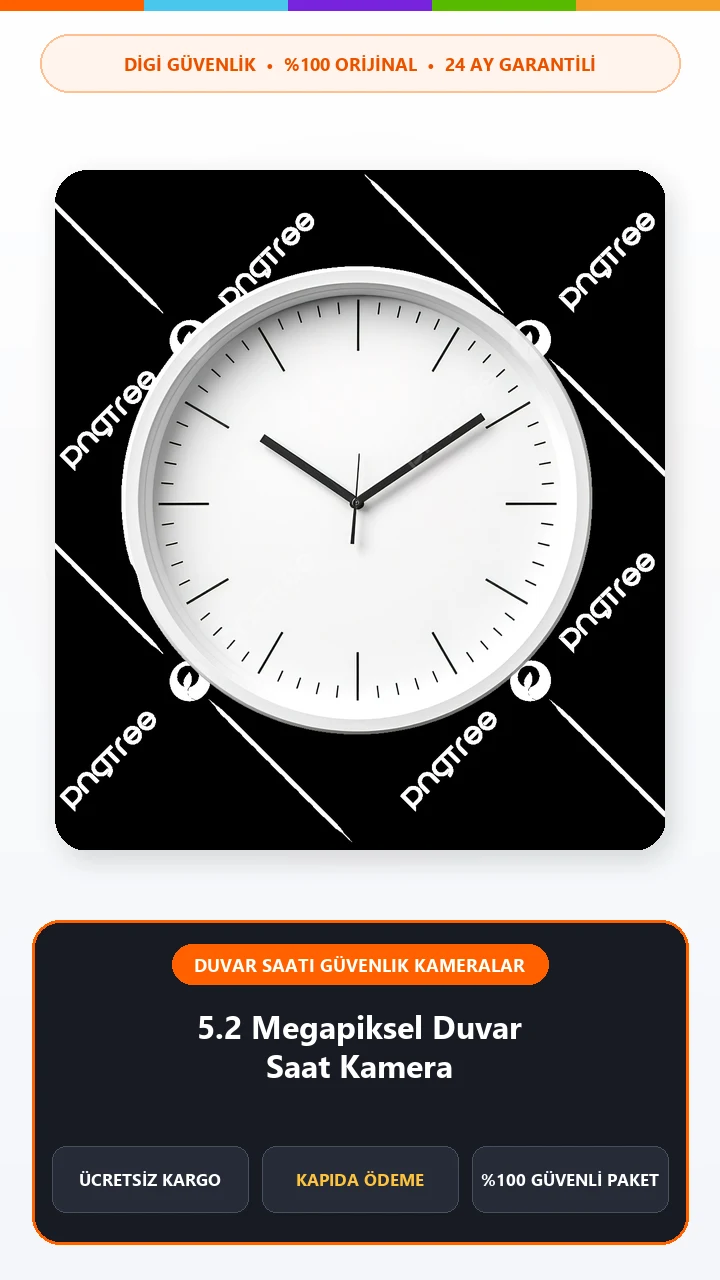 DİGİ GÜVENLİK • %100 ORİJİNAL • 24 AY GARANTİLİ
pngtree
pngtree
pngtree
pngtree
pngtree
pngtree
DUVAR SAATI GÜVENLIK KAMERALAR
5.2 Megapiksel Duvar
Saat Kamera
ÜCRETSİZ KARGO
KAPIDA ÖDEME
%100 GÜVENLİ PAKET